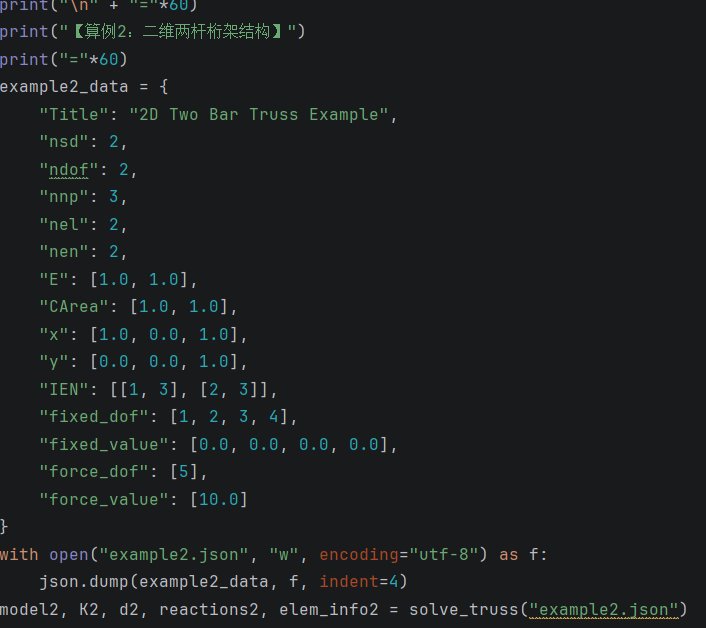 print("\n" + "="*60)
print("【算例2：二维两杆桁架结构】")
print("="*60)
example2_data = {
    "Title": "2D Two Bar Truss Example",
    "nsd": 2,
    "ndof": 2,
    "nnp": 3,
    "nel": 2,
    "nen": 2,
    "E": [1.0, 1.0],
    "CArea": [1.0, 1.0],
    "x": [1.0, 0.0, 1.0],
    "y": [0.0, 0.0, 1.0],
    "IEN": [[1, 3], [2, 3]],
    "fixed_dof": [1, 2, 3, 4],
    "fixed_value": [0.0, 0.0, 0.0, 0.0],
    "force_dof": [5],
    "force_value": [10.0]
}
with open("example2.json", "w", encoding="utf-8") as f:
    json.dump(example2_data, f, indent=4)
model2, K2, d2, reactions2, elem_info2 = solve_truss("example2.json")